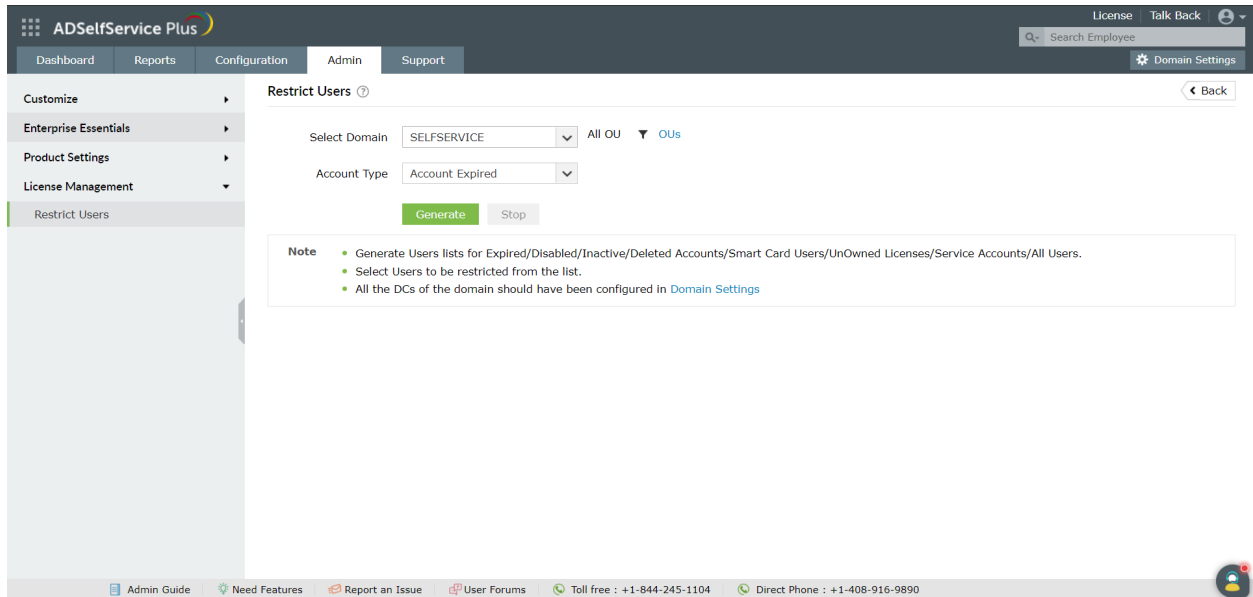 License Talk Back
ADSelfService Plus
Search Employee
Dashboard Reports Configuration Admin Support
Domain Settings
Customize
Enterprise Essentials
Product Settings
License Management
Restrict Users
Restrict Users ?
Back
Select Domain SELFSERVICE All OU OUs
Account Type Account Expired
Generate Stop
Note
Generate Users lists for Expired/Disabled/Inactive/Deleted Accounts/Smart Card Users/UnOwned Licenses/Service Accounts/All Users.
Select Users to be restricted from the list.
All the DCs of the domain should have been configured in Domain Settings
Admin Guide Need Features Report an Issue User Forums Toll free : +1-844-245-1104 Direct Phone : +1-408-916-9890